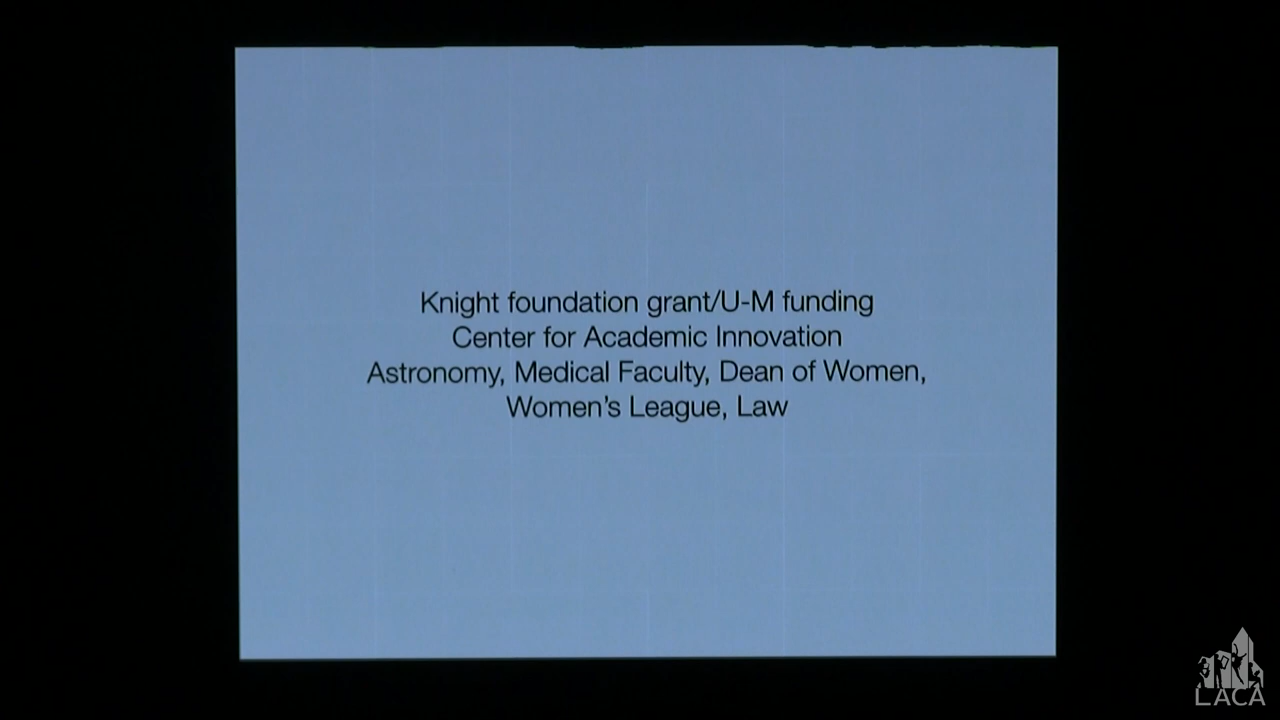 Knight foundation grant/U-M funding
Center for Academic Innovation
Astronomy, Medical Faculty, Dean of Women,
Women's League, Law
LACA